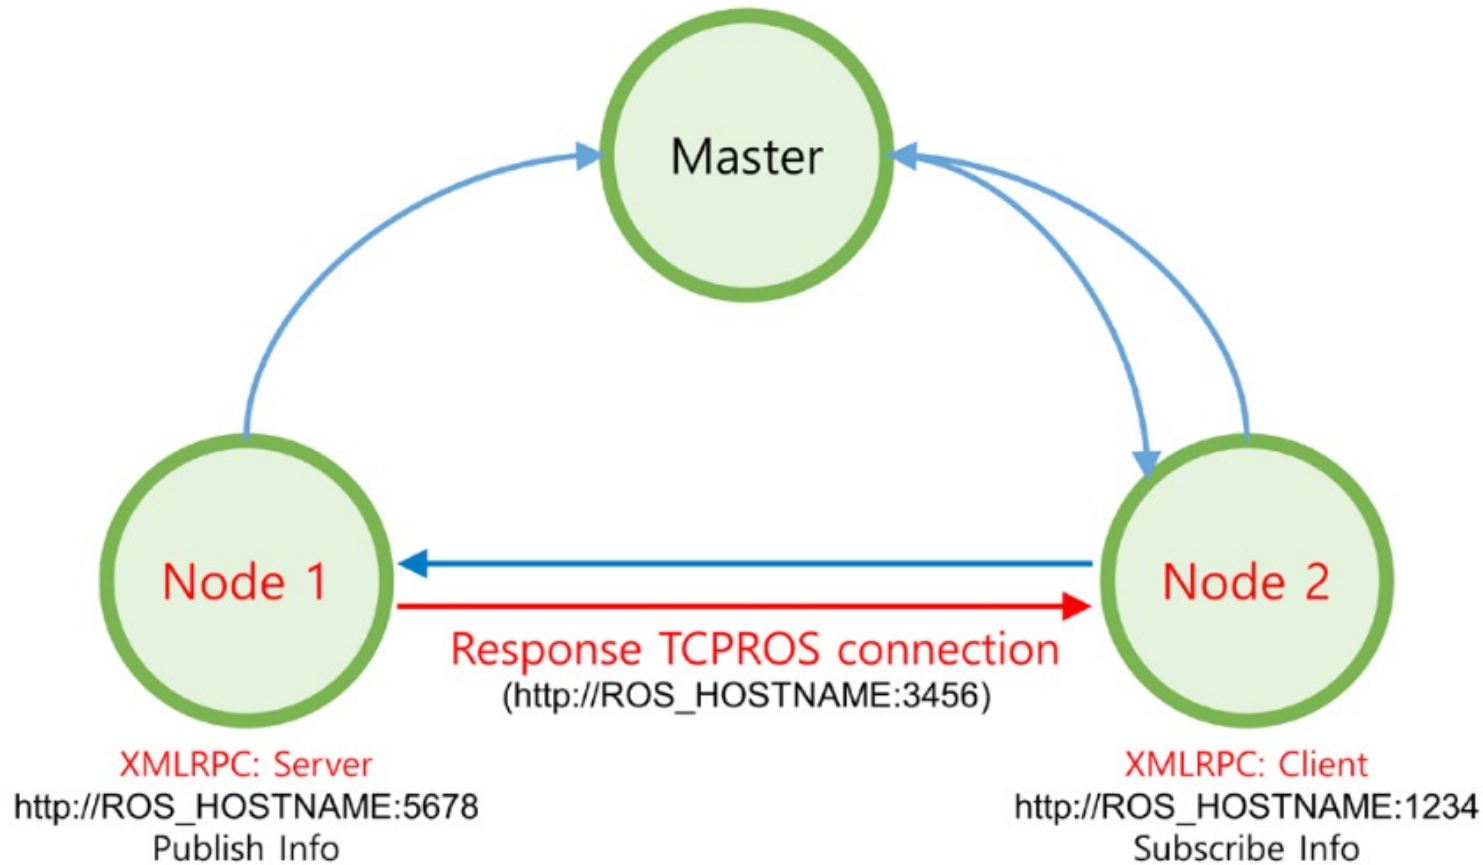 Master
Node 1
Node 2
Response TCPROS connection
(http://ROS_HOSTNAME:3456)
XMLRPC: Server
http://ROS_HOSTNAME:5678
Publish Info
XMLRPC: Client
http://ROS_HOSTNAME:1234
Subscribe Info